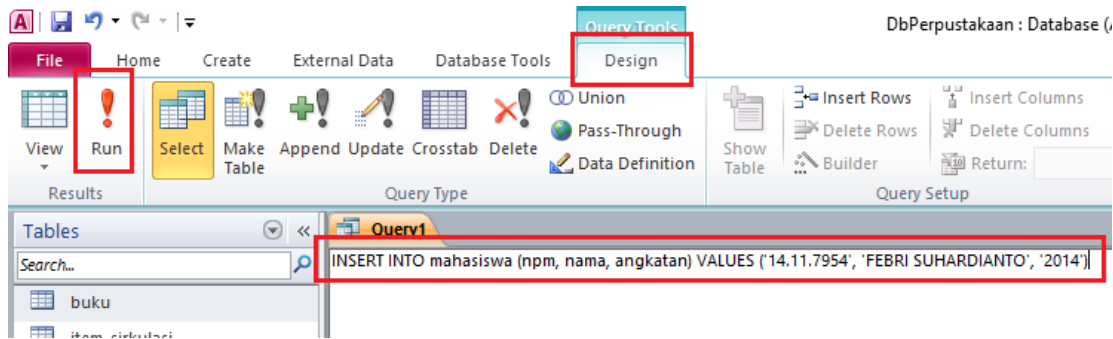 A
Query Tools
DbPerpustakaan : Database (
File Home Create External Data Database Tools Design
View
Run
Select
Make Table
Append
Update
Crosstab
Delete
Union
Pass-Through
Data Definition
Show Table
Insert Rows
Delete Rows
Builder
Insert Columns
Delete Columns
Return:
Results
Query Type
Query Setup
Tables
Search...
buku
item_sirkulasi
Query1
INSERT INTO mahasiswa (npm, nama, angkatan) VALUES ('14.11.7954', 'FEBRI SUHARDIANTO', '2014')